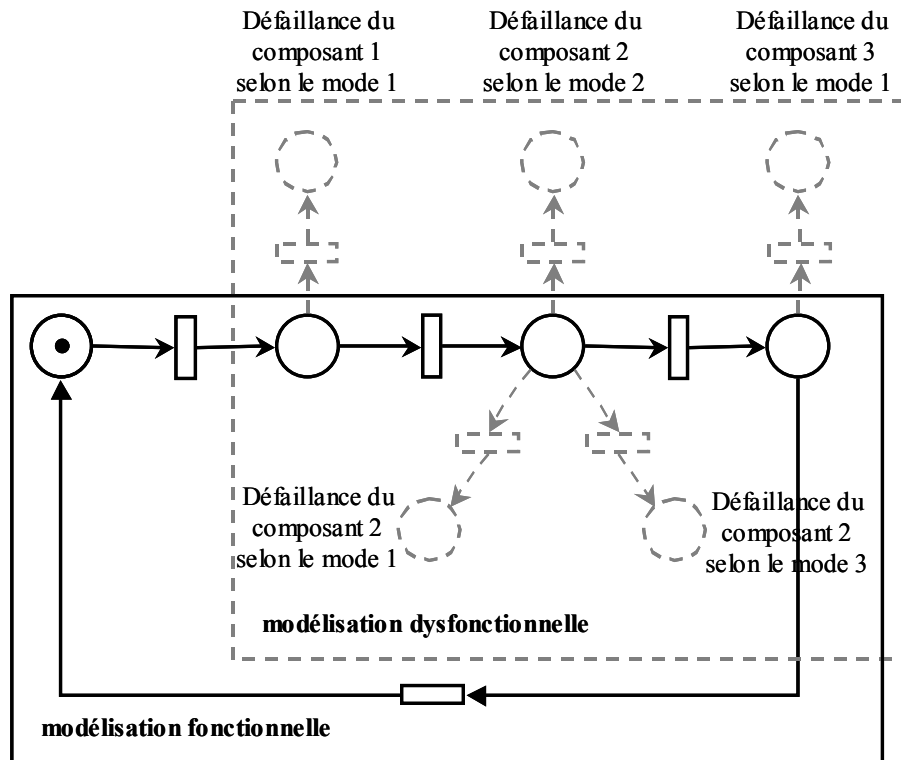 Défaillance du
composant 1
selon le mode 1
Défaillance du
composant 2
selon le mode 2
Défaillance du
composant 3
selon le mode 1
Défaillance du
composant 2
selon le mode 1
Défaillance du
composant 2
selon le mode 3
modélisation dysfonctionnelle
modélisation fonctionnelle